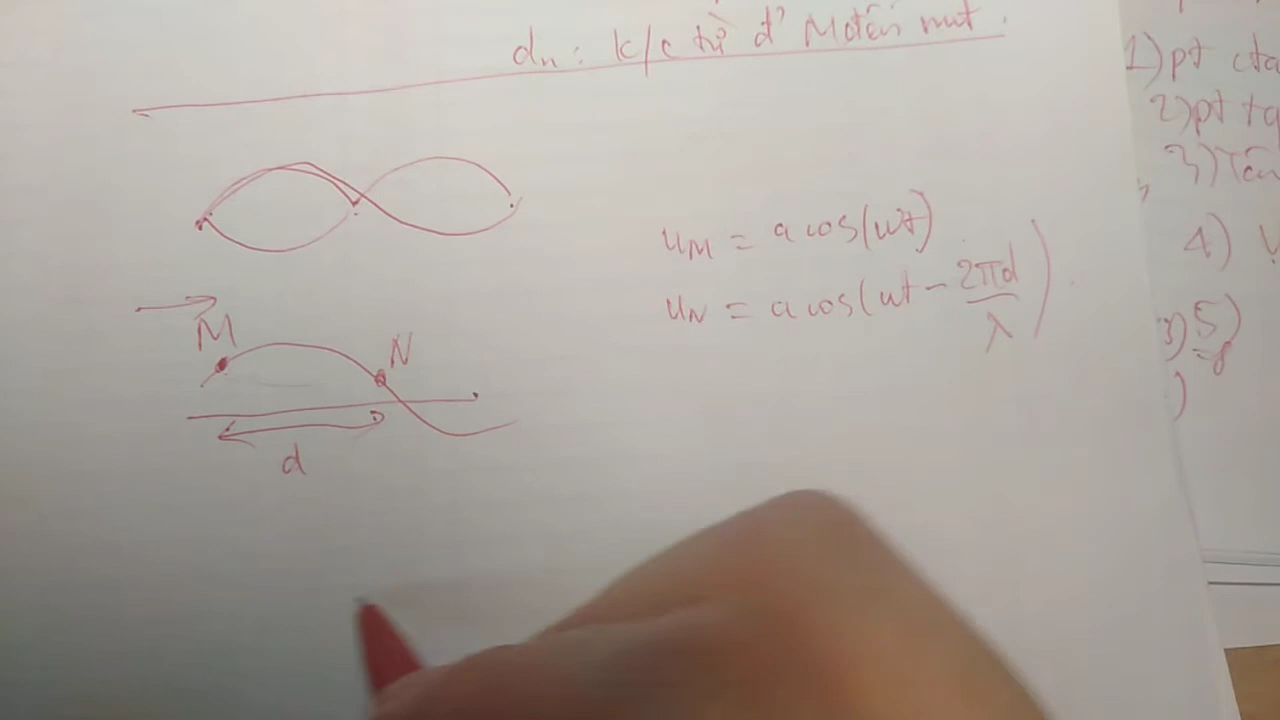 dₙ : k/c từ đ' M đến nút.
u_M = a cos(ωt)
u_N = a cos(ωt - 2πd/λ)
M
N
d
1) pt
2) pt
3)
4)
5)